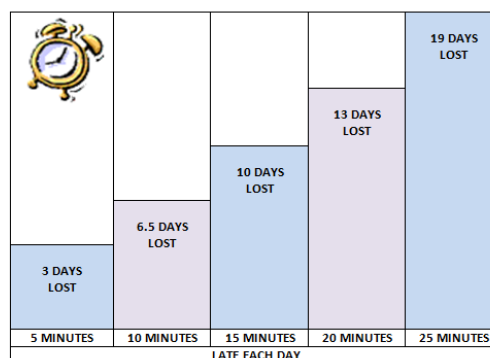 19 DAYS
LOST
13 DAYS
LOST
10 DAYS
LOST
6.5 DAYS
LOST
3 DAYS
LOST
5 MINUTES 10 MINUTES 15 MINUTES 20 MINUTES 25 MINUTES
LATE EACH DAY